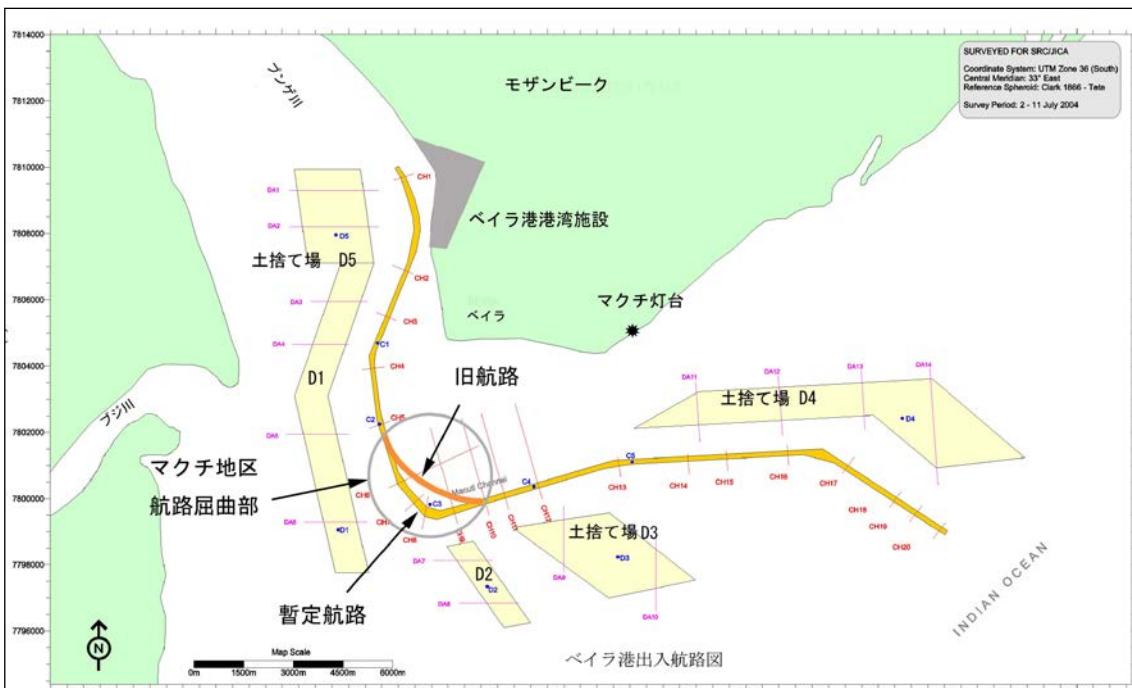 7814000
7812000
7810000
7808000
7806000
7804000
7802000
7800000
7798000
7796000
SURVEYED FOR SRC/JICA
Coordinate System: UTM Zone 36 (South)
Central Meridian: 33° East
Reference Spheroid: Clark 1866 - Tete
Survey Period: 2 - 11 July 2004
ブンゲ川
モザンビーク
ベイラ港港湾施設
CH1
DA1
DA2
D5
土捨て場 D5
CH2
DA3
CH3
ベイラ
マクチ灯台
DA4
C1
CH4
D1
旧航路
DA11
DA12
DA13
DA14
土捨て場 D4
D4
ブジ川
C2
CH5
DA5
マクチ地区
航路屈曲部
CH6
Macuti Channel
C3
C4
C5
CH7
CH8
CH9
CH10
CH11
CH12
CH13
CH14
CH15
CH16
CH17
CH18
CH19
CH20
DA6
D1
土捨て場D3
D3
DA7
D2
D2
DA8
DA9
DA10
暫定航路
INDIAN OCEAN
N
Map Scale
0m 1500m 3000m 4500m 6000m
ベイラ港出入航路図